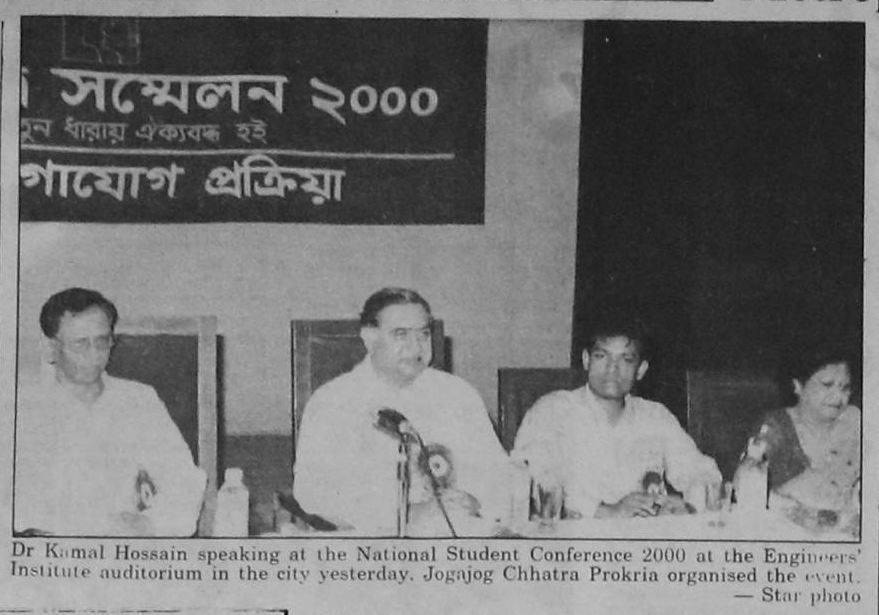 সম্মেলন ২০০০
ধারায় ঐক্যবদ্ধ হই
গাযোগ প্রক্রিয়া
Dr Kamal Hossain speaking at the National Student Conference 2000 at the Engineers'
Institute auditorium in the city yesterday. Jogajog Chhatra Prokria organised the event.
— Star photo